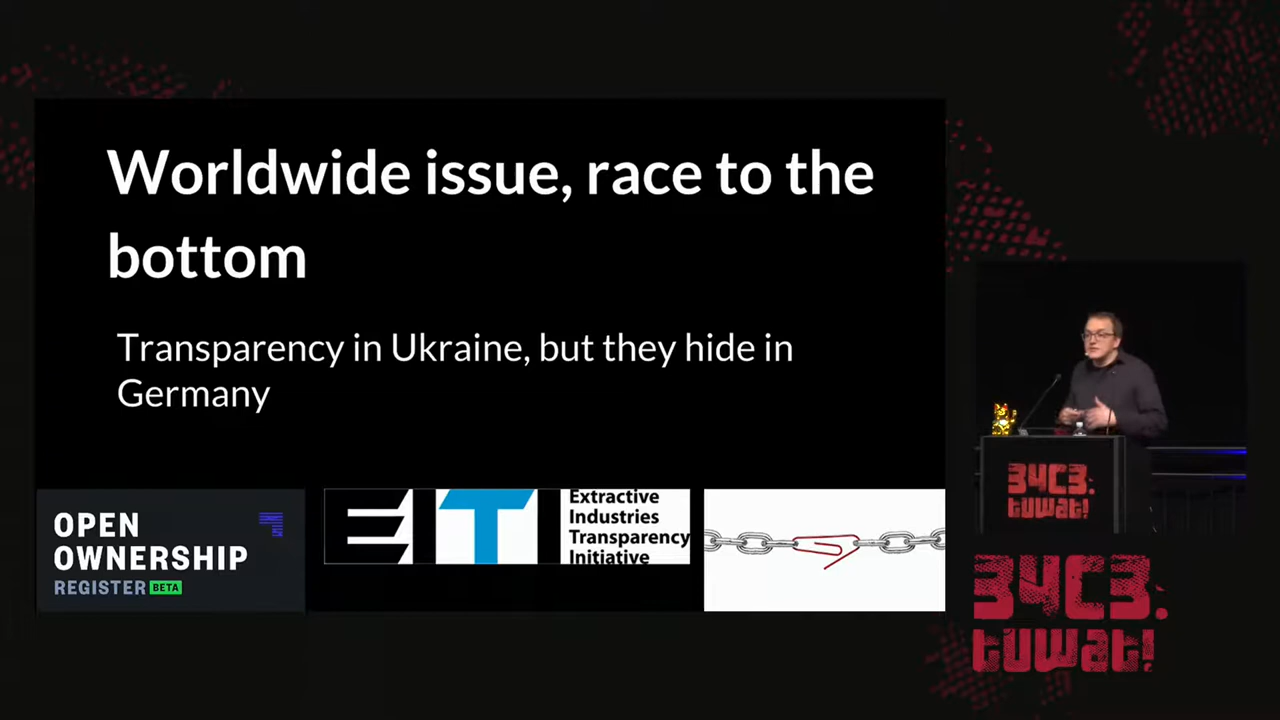 Worldwide issue, race to the
bottom
Transparency in Ukraine, but they hide in
Germany
OPEN
OWNERSHIP
REGISTER BETA
EITI
Extractive
Industries
Transparency
Initiative
34C3.
tuwat!
34C3.
tuwat!